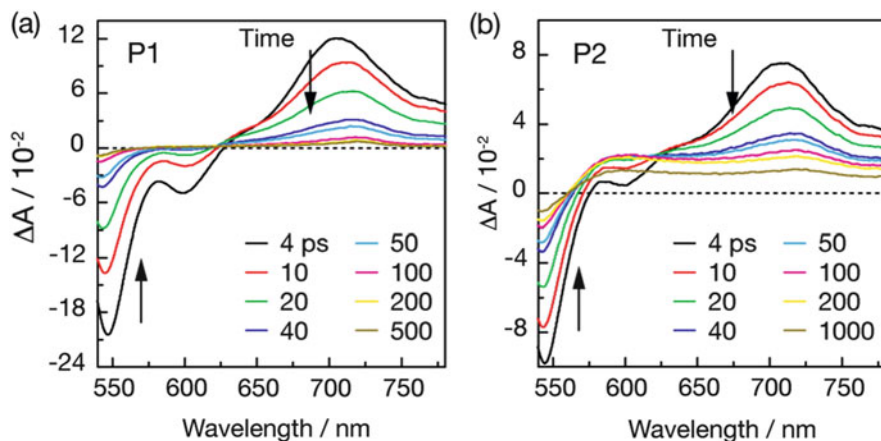 (a)
P1
Time
12
6
0
-6
-12
-18
-24
ΔA / 10⁻²
4 ps 50
10 100
20 200
40 500
550 600 650 700 750
Wavelength / nm
(b)
P2
Time
8
4
0
-4
-8
ΔA / 10⁻²
4 ps 50
10 100
20 200
40 1000
550 600 650 700 750
Wavelength / nm